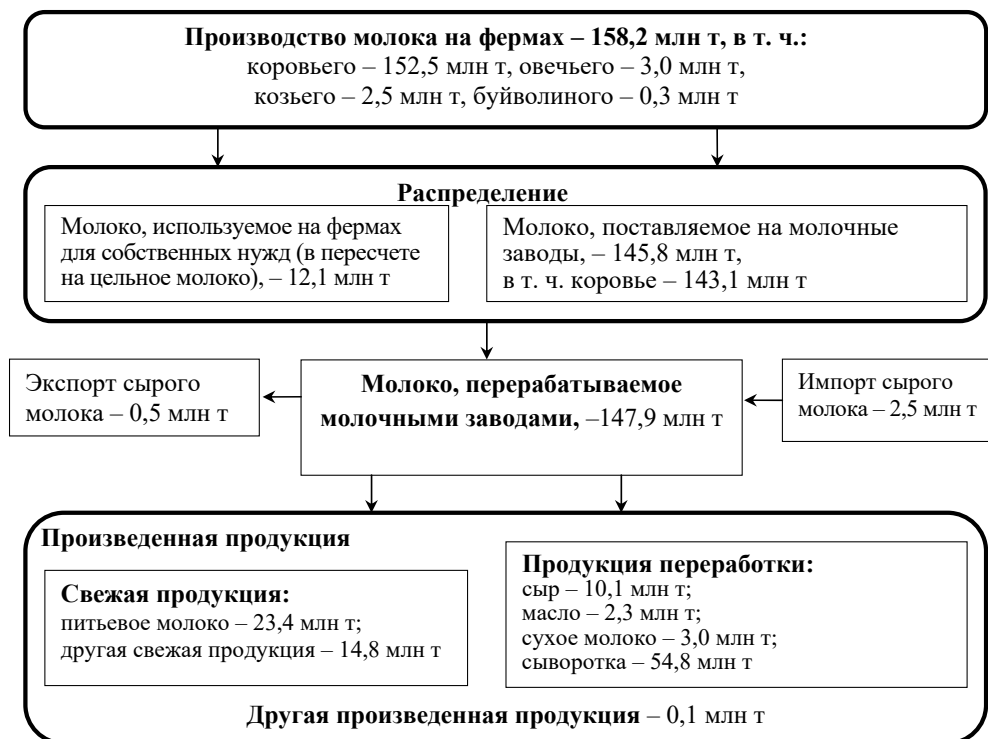 Производство молока на фермах – 158,2 млн т, в т. ч.:
коровьего – 152,5 млн т, овечьего – 3,0 млн т,
козьего – 2,5 млн т, буйволиного – 0,3 млн т
Распределение
Молоко, используемое на фермах
для собственных нужд (в пересчете
на цельное молоко), – 12,1 млн т
Молоко, поставляемое на молочные
заводы, – 145,8 млн т,
в т. ч. коровье – 143,1 млн т
Экспорт сырого
молока – 0,5 млн т
Молоко, перерабатываемое
молочными заводами, –147,9 млн т
Импорт сырого
молока – 2,5 млн т
Произведенная продукция
Свежая продукция:
питьевое молоко – 23,4 млн т;
другая свежая продукция – 14,8 млн т
Продукция переработки:
сыр – 10,1 млн т;
масло – 2,3 млн т;
сухое молоко – 3,0 млн т;
сыворотка – 54,8 млн т
Другая произведенная продукция – 0,1 млн т